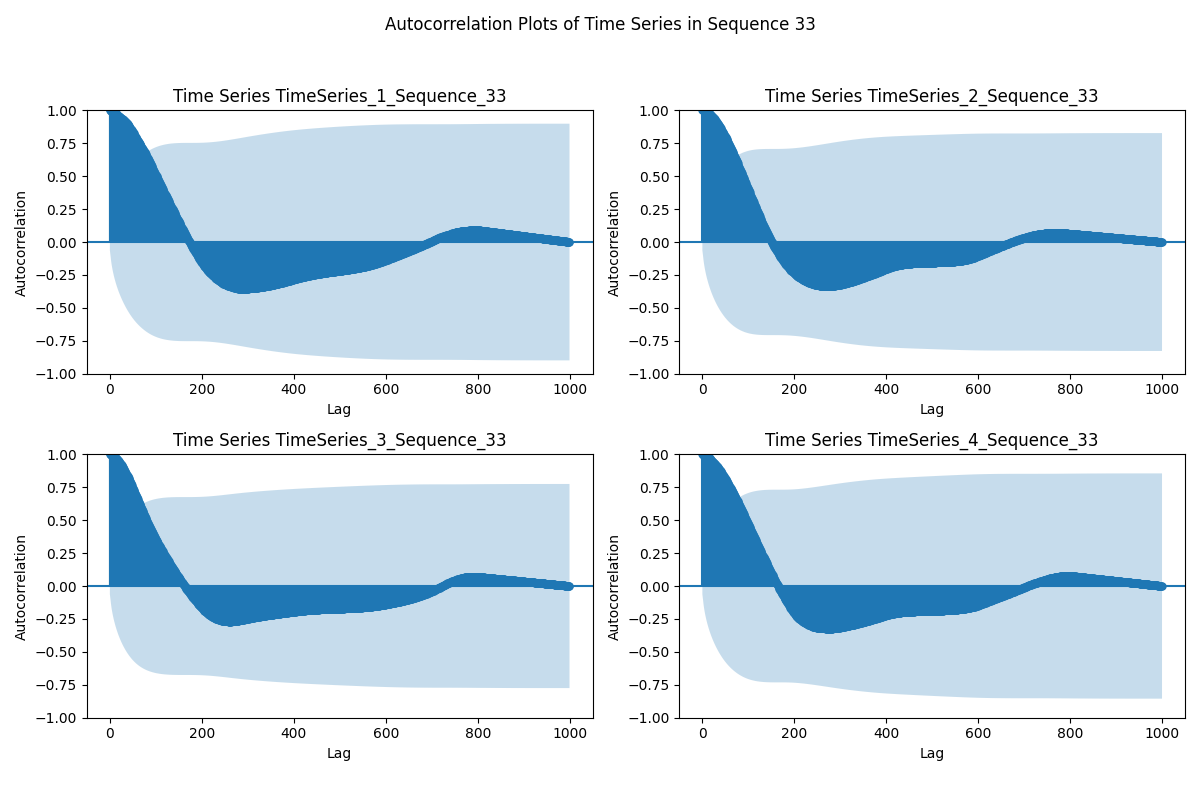 Autocorrelation Plots of Time Series in Sequence 33
Time Series TimeSeries_1_Sequence_33
1.00
0.75
0.50
0.25
0.00
−0.25
−0.50
−0.75
−1.00
Autocorrelation
0 200 400 600 800 1000
Lag
Time Series TimeSeries_2_Sequence_33
1.00
0.75
0.50
0.25
0.00
−0.25
−0.50
−0.75
−1.00
Autocorrelation
0 200 400 600 800 1000
Lag
Time Series TimeSeries_3_Sequence_33
1.00
0.75
0.50
0.25
0.00
−0.25
−0.50
−0.75
−1.00
Autocorrelation
0 200 400 600 800 1000
Lag
Time Series TimeSeries_4_Sequence_33
1.00
0.75
0.50
0.25
0.00
−0.25
−0.50
−0.75
−1.00
Autocorrelation
0 200 400 600 800 1000
Lag